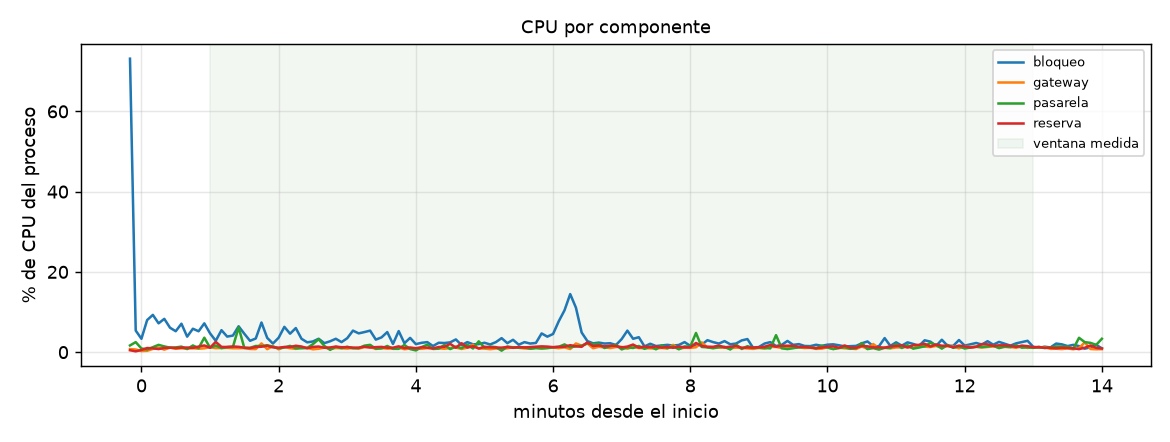 CPU por componente
% de CPU del proceso
60
40
20
0
bloqueo
gateway
pasarela
reserva
ventana medida
0 2 4 6 8 10 12 14
minutos desde el inicio